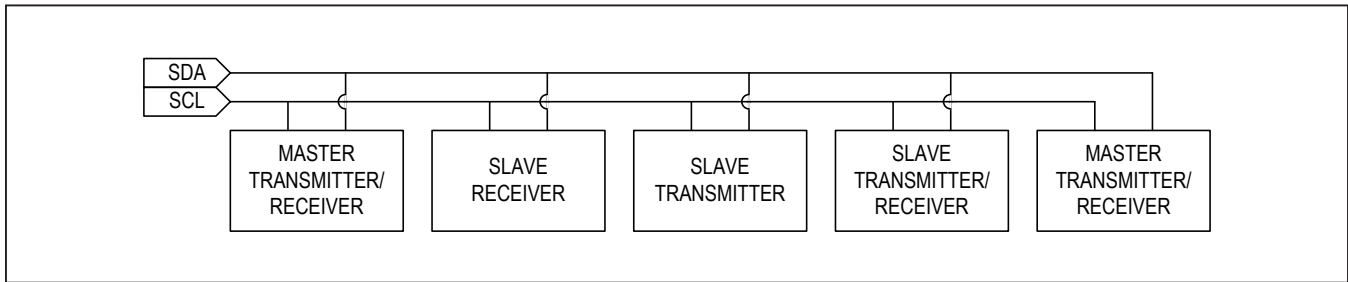 SDA
SCL
MASTER
TRANSMITTER/
RECEIVER
SLAVE
RECEIVER
SLAVE
TRANSMITTER
SLAVE
TRANSMITTER/
RECEIVER
MASTER
TRANSMITTER/
RECEIVER